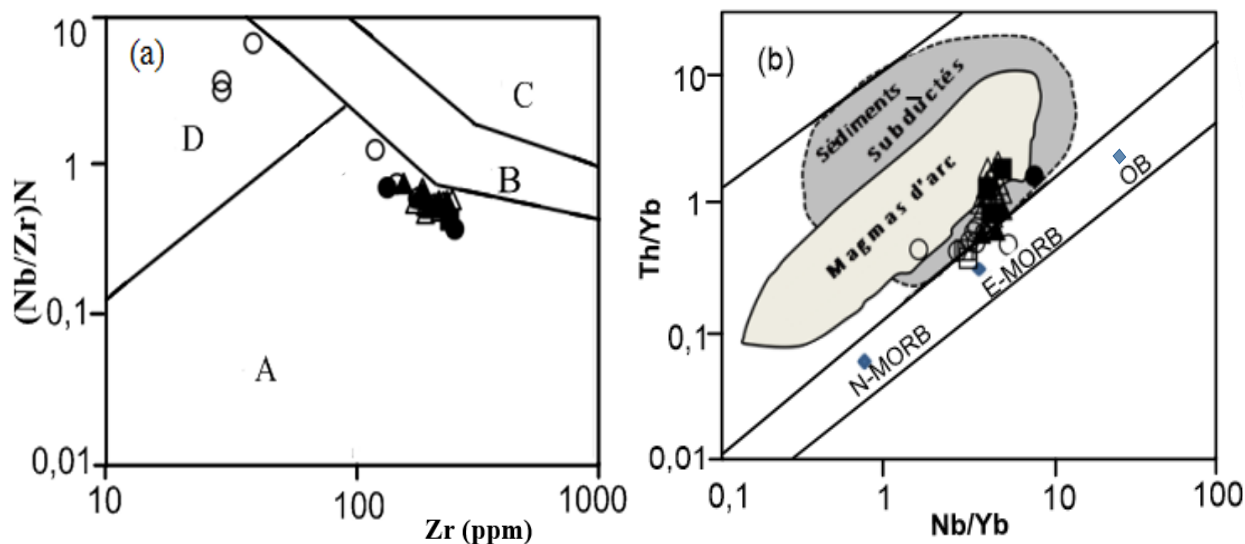 (a)
10
1
0,1
0,01
10
100
1000
(Nb/Zr)N
Zr (ppm)
A
B
C
D
(b)
10
1
0,1
0,01
0,1
1
10
100
Th/Yb
Nb/Yb
Sédiments
Subductés
Magmas d'arc
N-MORB
E-MORB
OB